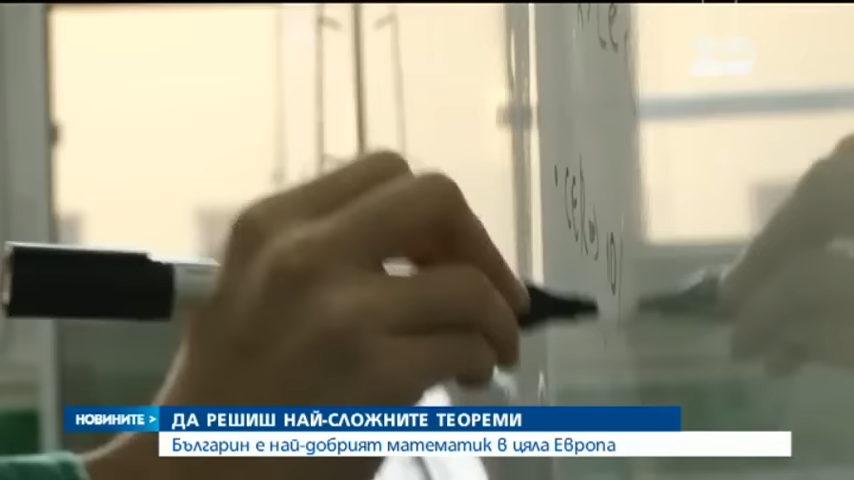 НОВИНИТЕ >
ДА РЕШИШ НАЙ-СЛОЖНИТЕ ТЕОРЕМИ
Българин е най-добрият математик в цяла Европа